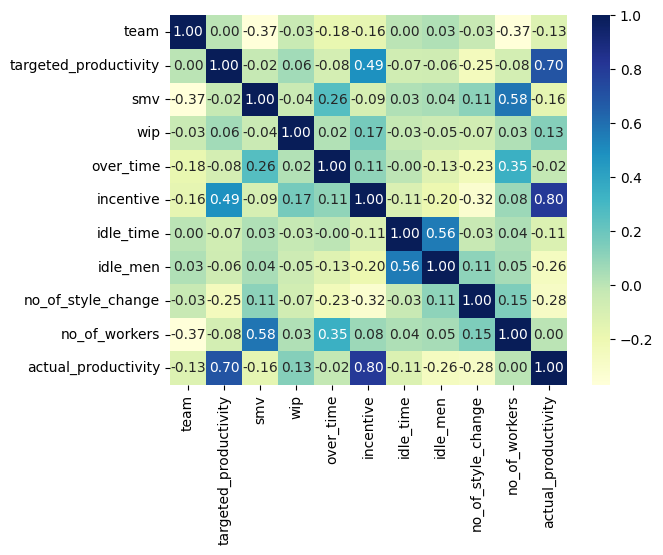 team 1.00 0.00 -0.37 -0.03 -0.18 -0.16 0.00 0.03 -0.03 -0.37 -0.13
targeted_productivity 0.00 1.00 -0.02 0.06 -0.08 0.49 -0.07 -0.06 -0.25 -0.08 0.70
smv -0.37 -0.02 1.00 -0.04 0.26 -0.09 0.03 0.04 0.11 0.58 -0.16
wip -0.03 0.06 -0.04 1.00 0.02 0.17 -0.03 -0.05 -0.07 0.03 0.13
over_time -0.18 -0.08 0.26 0.02 1.00 0.11 -0.00 -0.13 -0.23 0.35 -0.02
incentive -0.16 0.49 -0.09 0.17 0.11 1.00 -0.11 -0.20 -0.32 0.08 0.80
idle_time 0.00 -0.07 0.03 -0.03 -0.00 -0.11 1.00 0.56 -0.03 0.04 -0.11
idle_men 0.03 -0.06 0.04 -0.05 -0.13 -0.20 0.56 1.00 0.11 0.05 -0.26
no_of_style_change -0.03 -0.25 0.11 -0.07 -0.23 -0.32 -0.03 0.11 1.00 0.15 -0.28
no_of_workers -0.37 -0.08 0.58 0.03 0.35 0.08 0.04 0.05 0.15 1.00 0.00
actual_productivity -0.13 0.70 -0.16 0.13 -0.02 0.80 -0.11 -0.26 -0.28 0.00 1.00
team
targeted_productivity
smv
wip
over_time
incentive
idle_time
idle_men
no_of_style_change
no_of_workers
actual_productivity
1.0
0.8
0.6
0.4
0.2
0.0
−0.2